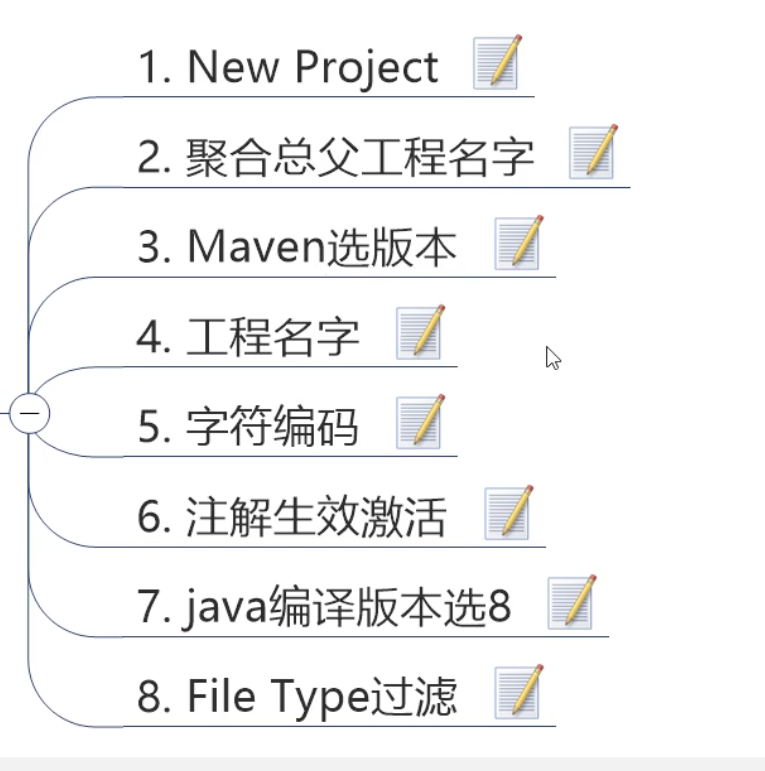 1. New Project
2. 聚合总父工程名字
3. Maven选版本
4. 工程名字
5. 字符编码
6. 注解生效激活
7. java编译版本选8
8. File Type过滤